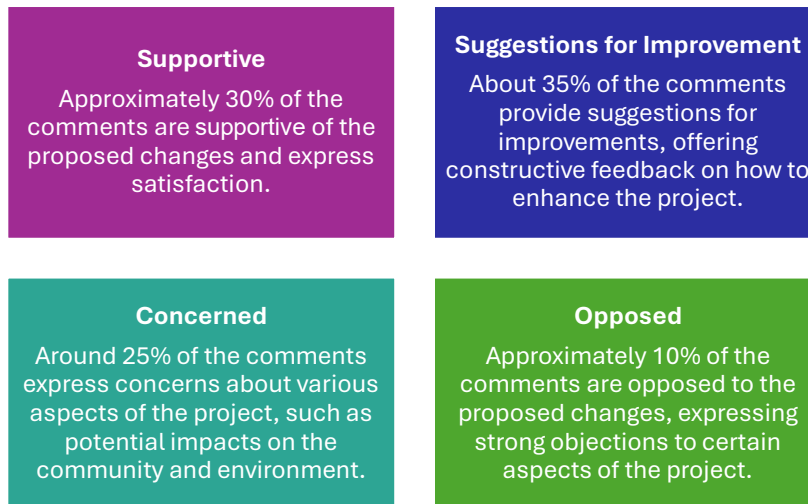 Supportive
Approximately 30% of the
comments are supportive of the
proposed changes and express
satisfaction.
Suggestions for Improvement
About 35% of the comments
provide suggestions for
improvements, offering
constructive feedback on how to
enhance the project.
Concerned
Around 25% of the comments
express concerns about various
aspects of the project, such as
potential impacts on the
community and environment.
Opposed
Approximately 10% of the
comments are opposed to the
proposed changes, expressing
strong objections to certain
aspects of the project.